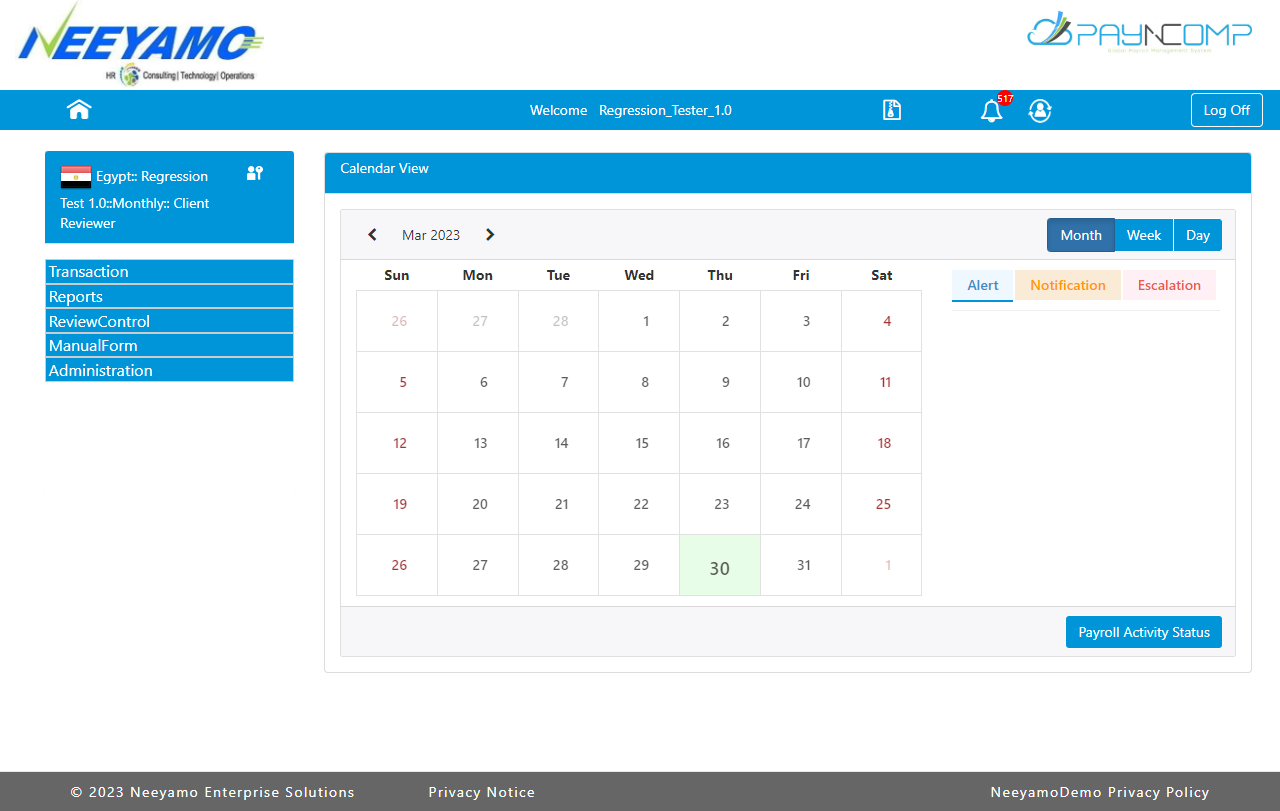 NEEYAMO
HR Consulting| Technology| Operations
PAYNCOMP
Global Payroll Management System
Welcome Regression_Tester_1.0
517
Log Off
Egypt:: Regression
Test 1.0::Monthly:: Client
Reviewer
Transaction
Reports
ReviewControl
ManualForm
Administration
Calendar View
Mar 2023
Month Week Day
Sun Mon Tue Wed Thu Fri Sat
26 27 28 1 2 3 4
5 6 7 8 9 10 11
12 13 14 15 16 17 18
19 20 21 22 23 24 25
26 27 28 29 30 31 1
Alert Notification Escalation
Payroll Activity Status
© 2023 Neeyamo Enterprise Solutions Privacy Notice NeeyamoDemo Privacy Policy